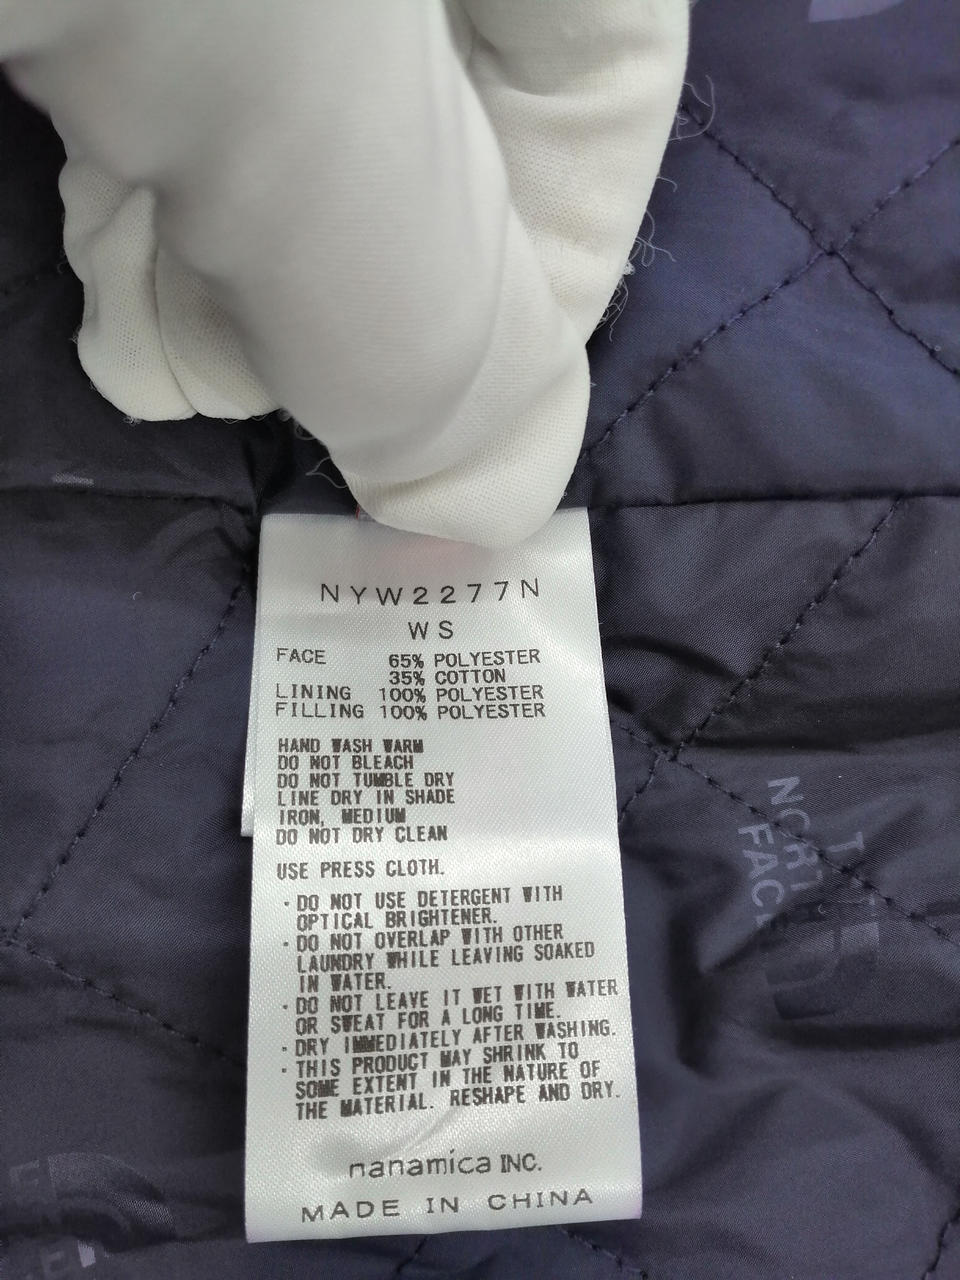 NYW2277N
WS
FACE 65% POLYESTER
35% COTTON
LINING 100% POLYESTER
FILLING 100% POLYESTER
HAND WASH WARM
DO NOT BLEACH
DO NOT TUMBLE DRY
LINE DRY IN SHADE
IRON, MEDIUM
DO NOT DRY CLEAN
USE PRESS CLOTH.
· DO NOT USE DETERGENT WITH
OPTICAL BRIGHTENER.
· DO NOT OVERLAP WITH OTHER
LAUNDRY WHILE LEAVING SOAKED
IN WATER.
· DO NOT LEAVE IT WET WITH WATER
OR SWEAT FOR A LONG TIME.
· DRY IMMEDIATELY AFTER WASHING.
· THIS PRODUCT MAY SHRINK TO
SOME EXTENT IN THE NATURE OF
THE MATERIAL. RESHAPE AND DRY.
nanamica INC.
MADE IN CHINA
NORTH
FACE